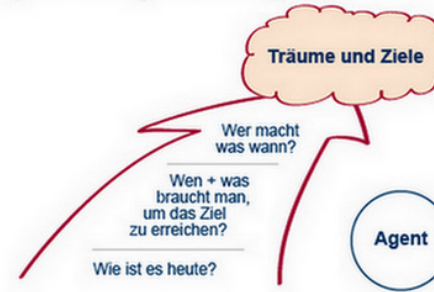 Träume und Ziele
Wer macht
was wann?
Wen + was
braucht man,
um das Ziel
zu erreichen?
Agent
Wie ist es heute?